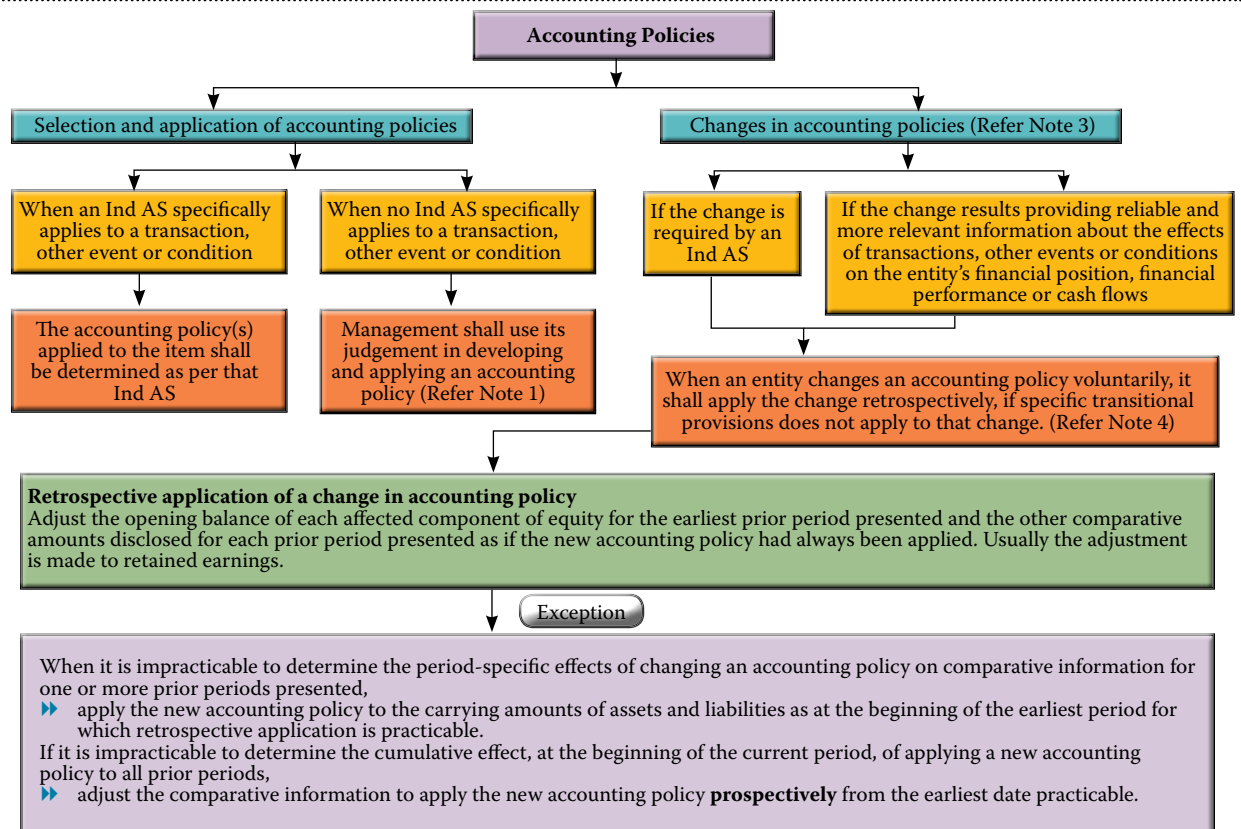 Accounting Policies
Selection and application of accounting policies
Changes in accounting policies (Refer Note 3)
When an Ind AS specifically
applies to a transaction,
other event or condition
When no Ind AS specifically
applies to a transaction,
other event or condition
If the change is
required by an
Ind AS
If the change results providing reliable and
more relevant information about the effects
of transactions, other events or conditions
on the entity's financial position, financial
performance or cash flows
The accounting policy(s)
applied to the item shall
be determined as per that
Ind AS
Management shall use its
judgement in developing
and applying an accounting
policy (Refer Note 1)
When an entity changes an accounting policy voluntarily, it
shall apply the change retrospectively, if specific transitional
provisions does not apply to that change. (Refer Note 4)
Retrospective application of a change in accounting policy
Adjust the opening balance of each affected component of equity for the earliest prior period presented and the other comparative
amounts disclosed for each prior period presented as if the new accounting policy had always been applied. Usually the adjustment
is made to retained earnings.
Exception
When it is impracticable to determine the period-specific effects of changing an accounting policy on comparative information for
one or more prior periods presented,
apply the new accounting policy to the carrying amounts of assets and liabilities as at the beginning of the earliest period for
which retrospective application is practicable.
If it is impracticable to determine the cumulative effect, at the beginning of the current period, of applying a new accounting
policy to all prior periods,
adjust the comparative information to apply the new accounting policy prospectively from the earliest date practicable.